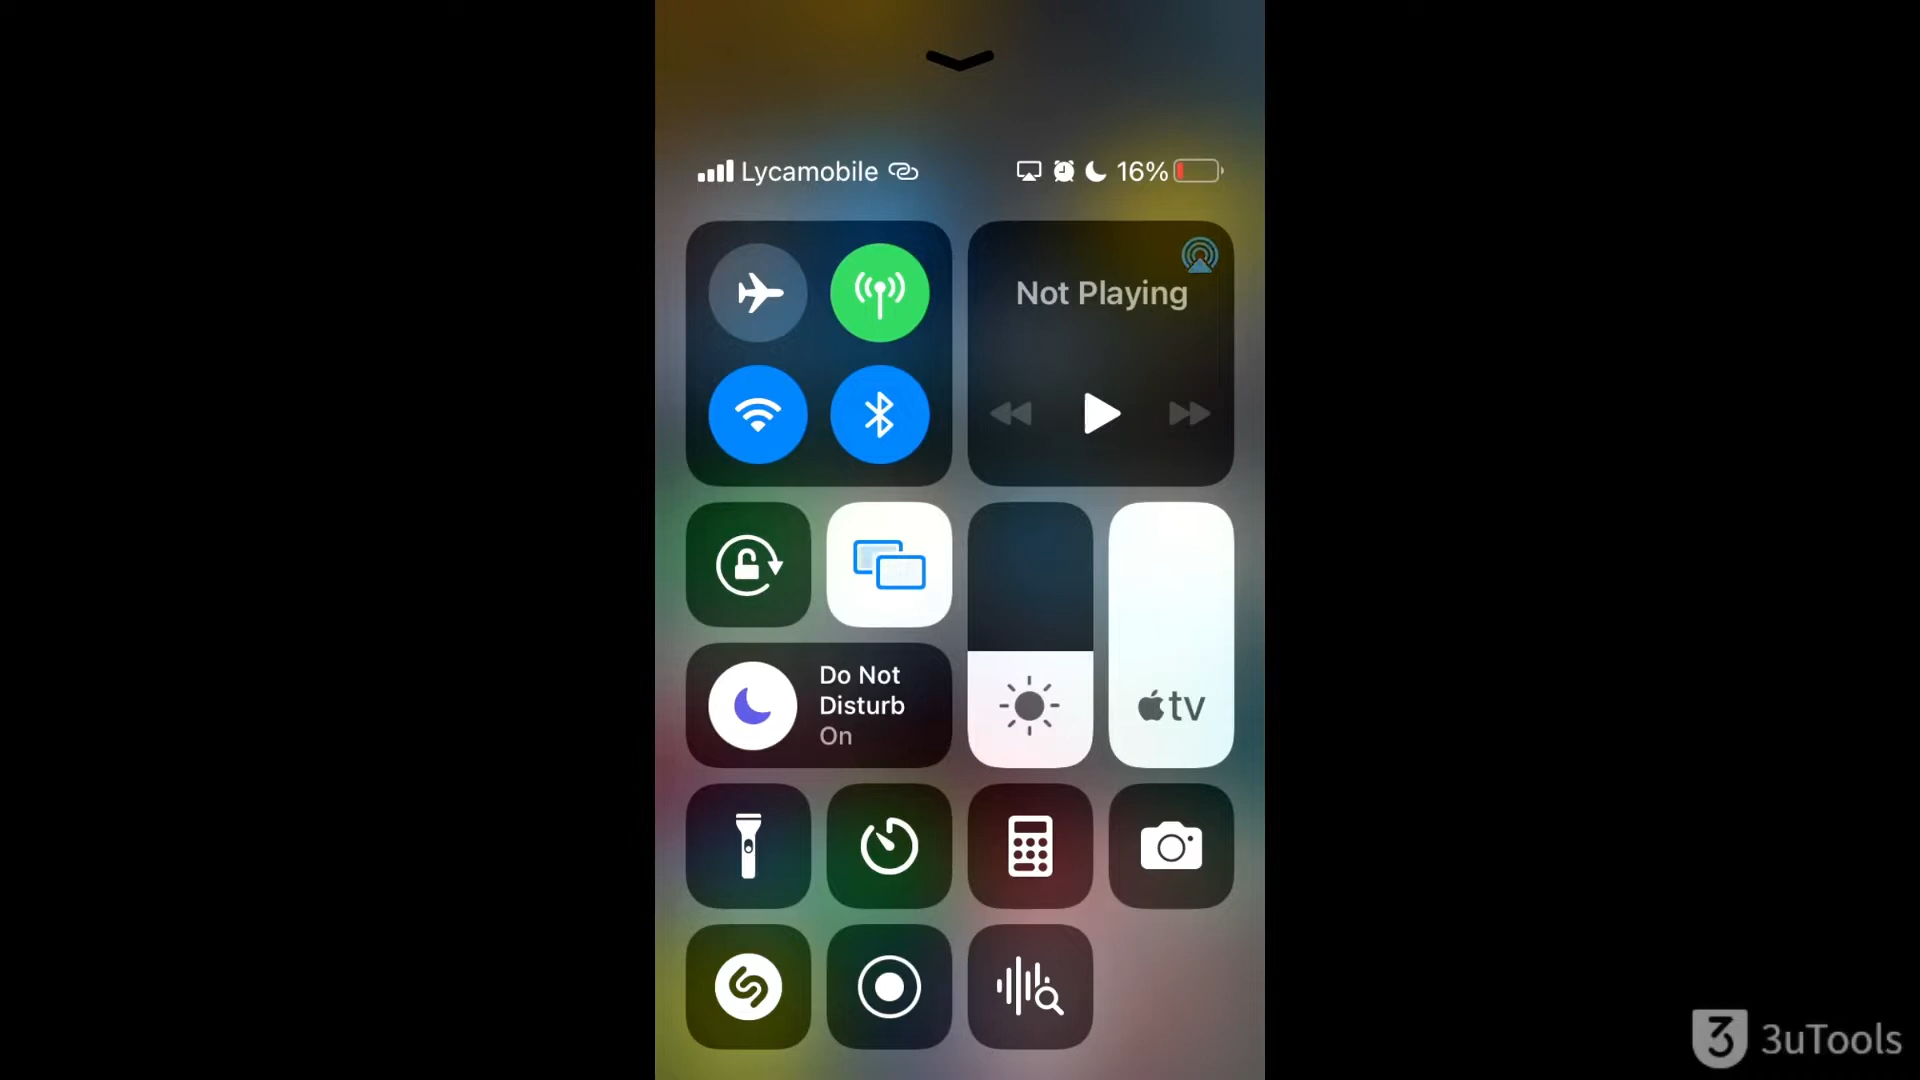 Lycamobile
16%
Not Playing
Do Not
Disturb
On
tv
3uTools